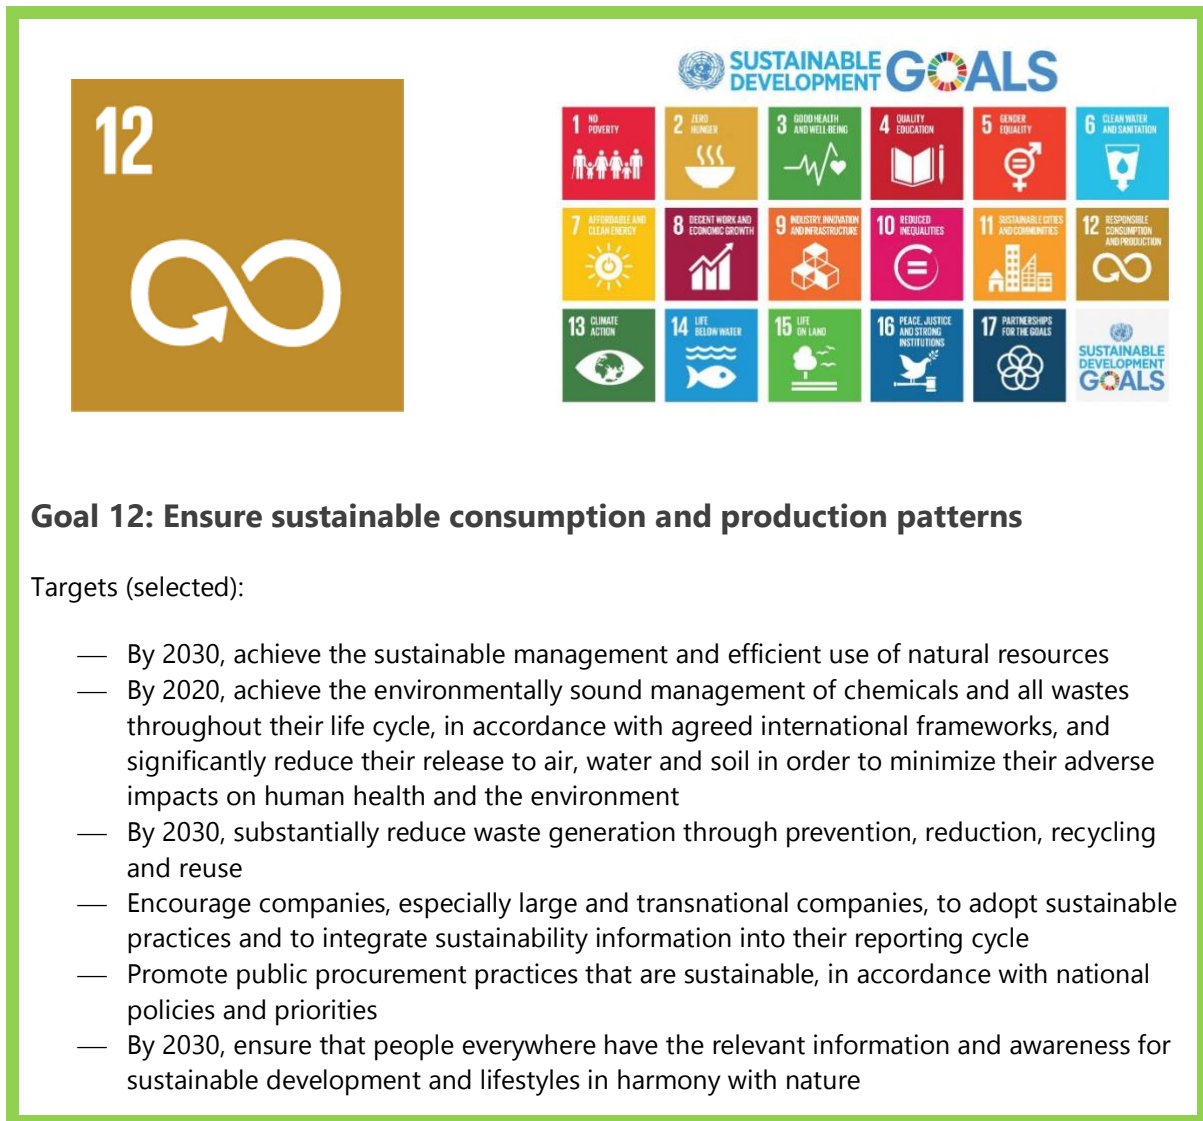 12
SUSTAINABLE
DEVELOPMENT
GOALS
1 NO
POVERTY
2 ZERO
HUNGER
3 GOOD HEALTH
AND WELL-BEING
4 QUALITY
EDUCATION
5 GENDER
EQUALITY
6 CLEAN WATER
AND SANITATION
7 AFFORDABLE AND
CLEAN ENERGY
8 DECENT WORK AND
ECONOMIC GROWTH
9 INDUSTRY, INNOVATION
AND INFRASTRUCTURE
10 REDUCED
INEQUALITIES
11 SUSTAINABLE CITIES
AND COMMUNITIES
12 RESPONSIBLE
CONSUMPTION
AND PRODUCTION
13 CLIMATE
ACTION
14 LIFE
BELOW WATER
15 LIFE
ON LAND
16 PEACE, JUSTICE
AND STRONG
INSTITUTIONS
17 PARTNERSHIPS
FOR THE GOALS
SUSTAINABLE
DEVELOPMENT
GOALS
Goal 12: Ensure sustainable consumption and production patterns
Targets (selected):
— By 2030, achieve the sustainable management and efficient use of natural resources
— By 2020, achieve the environmentally sound management of chemicals and all wastes
throughout their life cycle, in accordance with agreed international frameworks, and
significantly reduce their release to air, water and soil in order to minimize their adverse
impacts on human health and the environment
— By 2030, substantially reduce waste generation through prevention, reduction, recycling
and reuse
— Encourage companies, especially large and transnational companies, to adopt sustainable
practices and to integrate sustainability information into their reporting cycle
— Promote public procurement practices that are sustainable, in accordance with national
policies and priorities
— By 2030, ensure that people everywhere have the relevant information and awareness for
sustainable development and lifestyles in harmony with nature